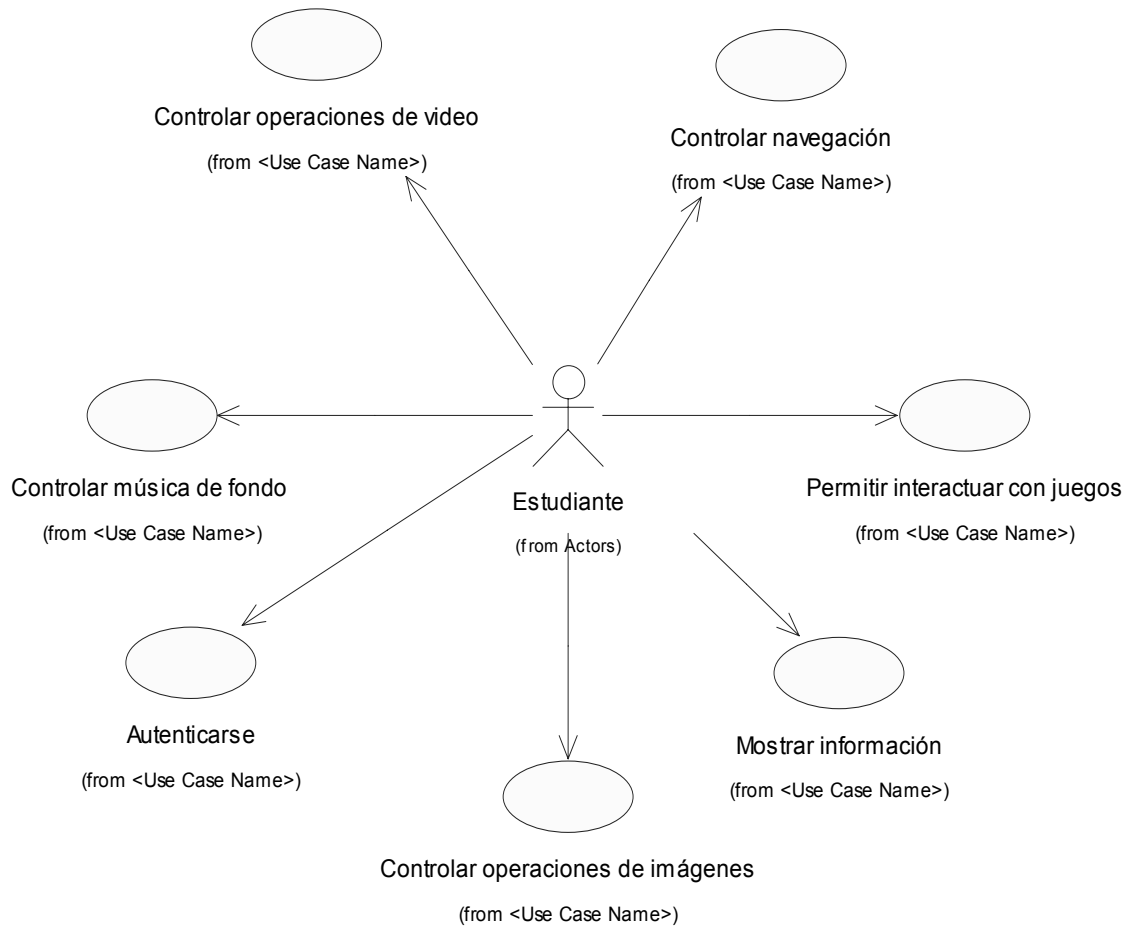 Controlar operaciones de video
(from <Use Case Name>)
Controlar navegación
(from <Use Case Name>)
Controlar música de fondo
(from <Use Case Name>)
Estudiante
(from Actors)
Permitir interactuar con juegos
(from <Use Case Name>)
Autenticarse
(from <Use Case Name>)
Mostrar información
(from <Use Case Name>)
Controlar operaciones de imágenes
(from <Use Case Name>)